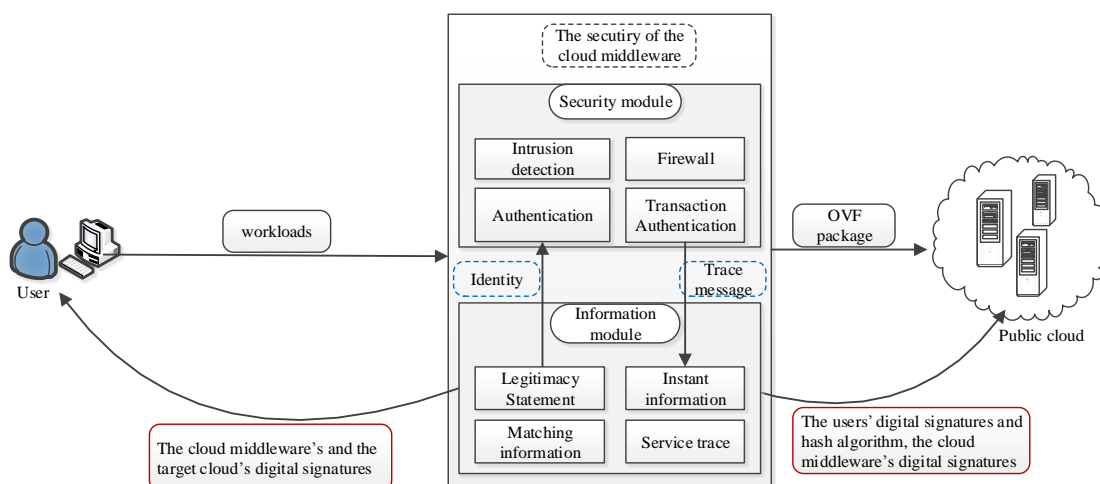 The secutiry of the
cloud middleware
Security module
Intrusion
detection
Firewall
Authentication
Transaction
Authentication
workloads
OVF
package
User
Identity
Trace
message
Public cloud
Information
module
Legitimacy
Statement
Instant
information
Matching
information
Service trace
The cloud middleware's and the
target cloud's digital signatures
The users' digital signatures and
hash algorithm, the cloud
middleware's digital signatures